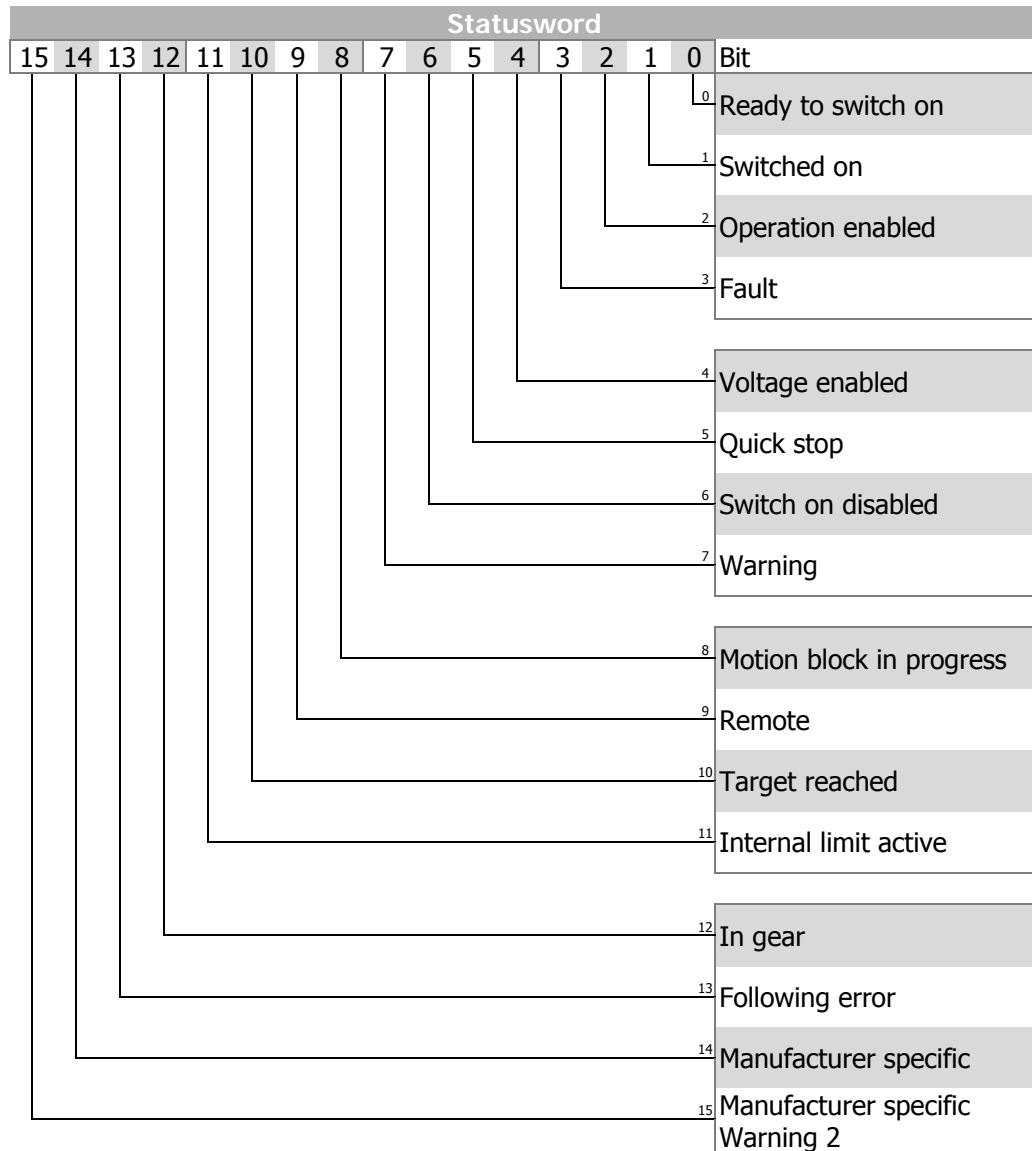 Statusword
15 14 13 12 11 10 9 8 7 6 5 4 3 2 1 0 Bit
0 Ready to switch on
1 Switched on
2 Operation enabled
3 Fault
4 Voltage enabled
5 Quick stop
6 Switch on disabled
7 Warning
8 Motion block in progress
9 Remote
10 Target reached
11 Internal limit active
12 In gear
13 Following error
14 Manufacturer specific
15 Manufacturer specific
Warning 2